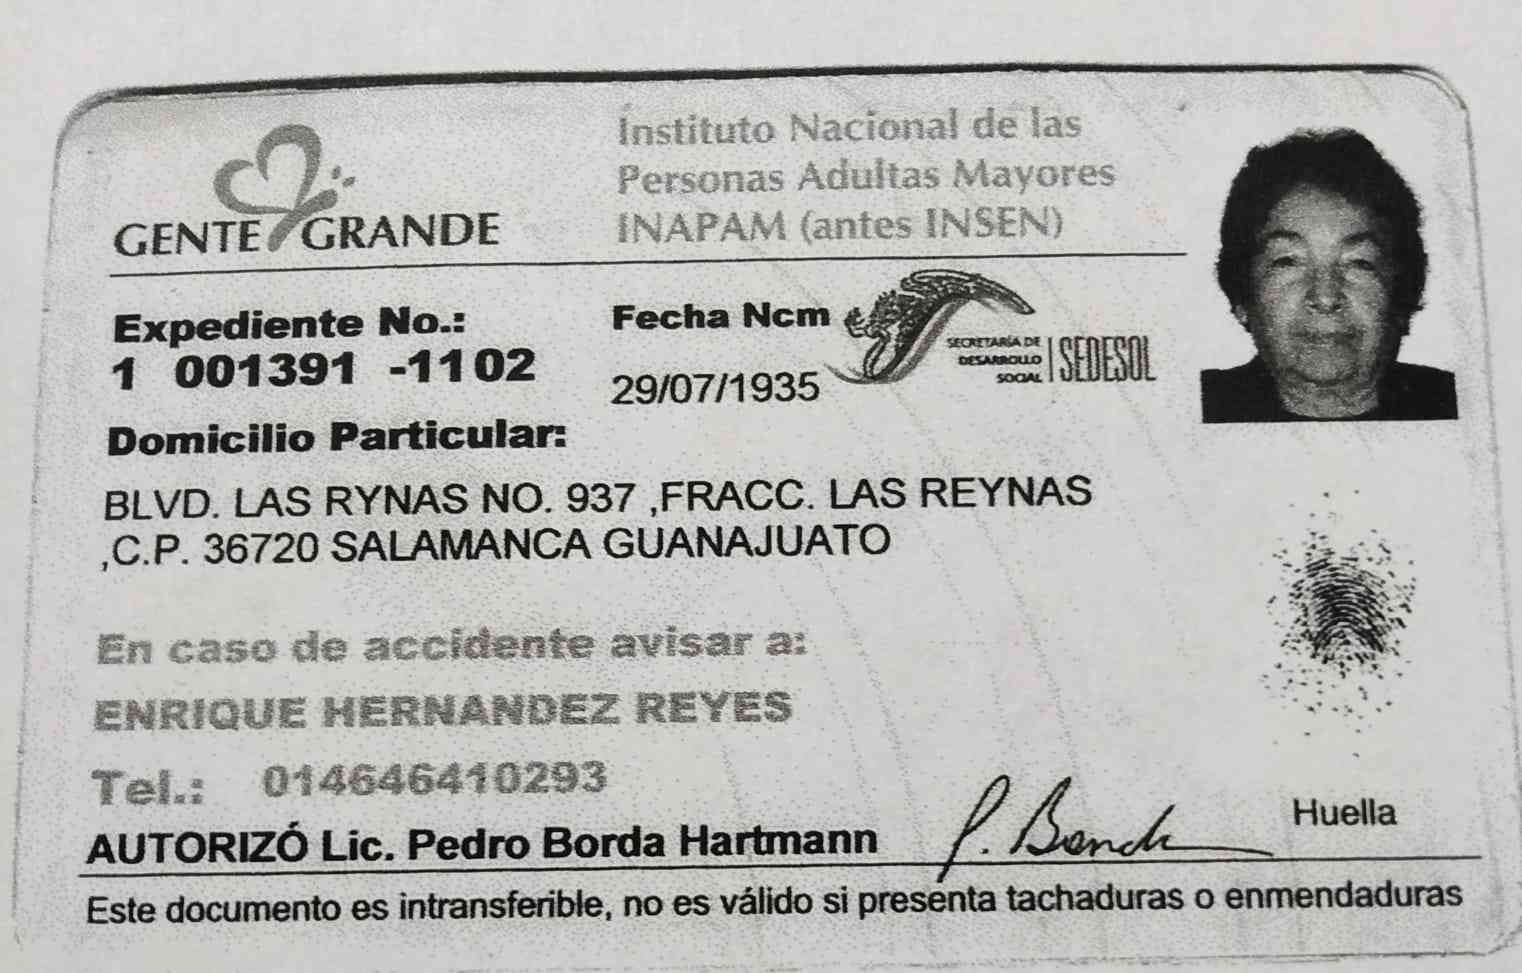 GENTE GRANDE
Instituto Nacional de las
Personas Adultas Mayores
INAPAM (antes INSEN)
Expediente No.:
1 001391 -1102
Fecha Ncm
29/07/1935
SECRETARÍA DE
DESARROLLO
SOCIAL
SEDESOL
Domicilio Particular:
BLVD. LAS RYNAS NO. 937 ,FRACC. LAS REYNAS
,C.P. 36720 SALAMANCA GUANAJUATO
En caso de accidente avisar a:
ENRIQUE HERNANDEZ REYES
Tel.: 014646410293
Huella
AUTORIZÓ Lic. Pedro Borda Hartmann
Este documento es intransferible, no es válido si presenta tachaduras o enmendaduras